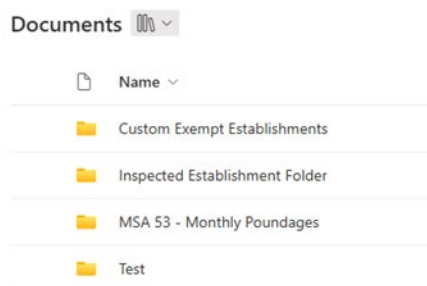 Documents
Name
Custom Exempt Establishments
Inspected Establishment Folder
MSA 53 - Monthly Poundages
Test